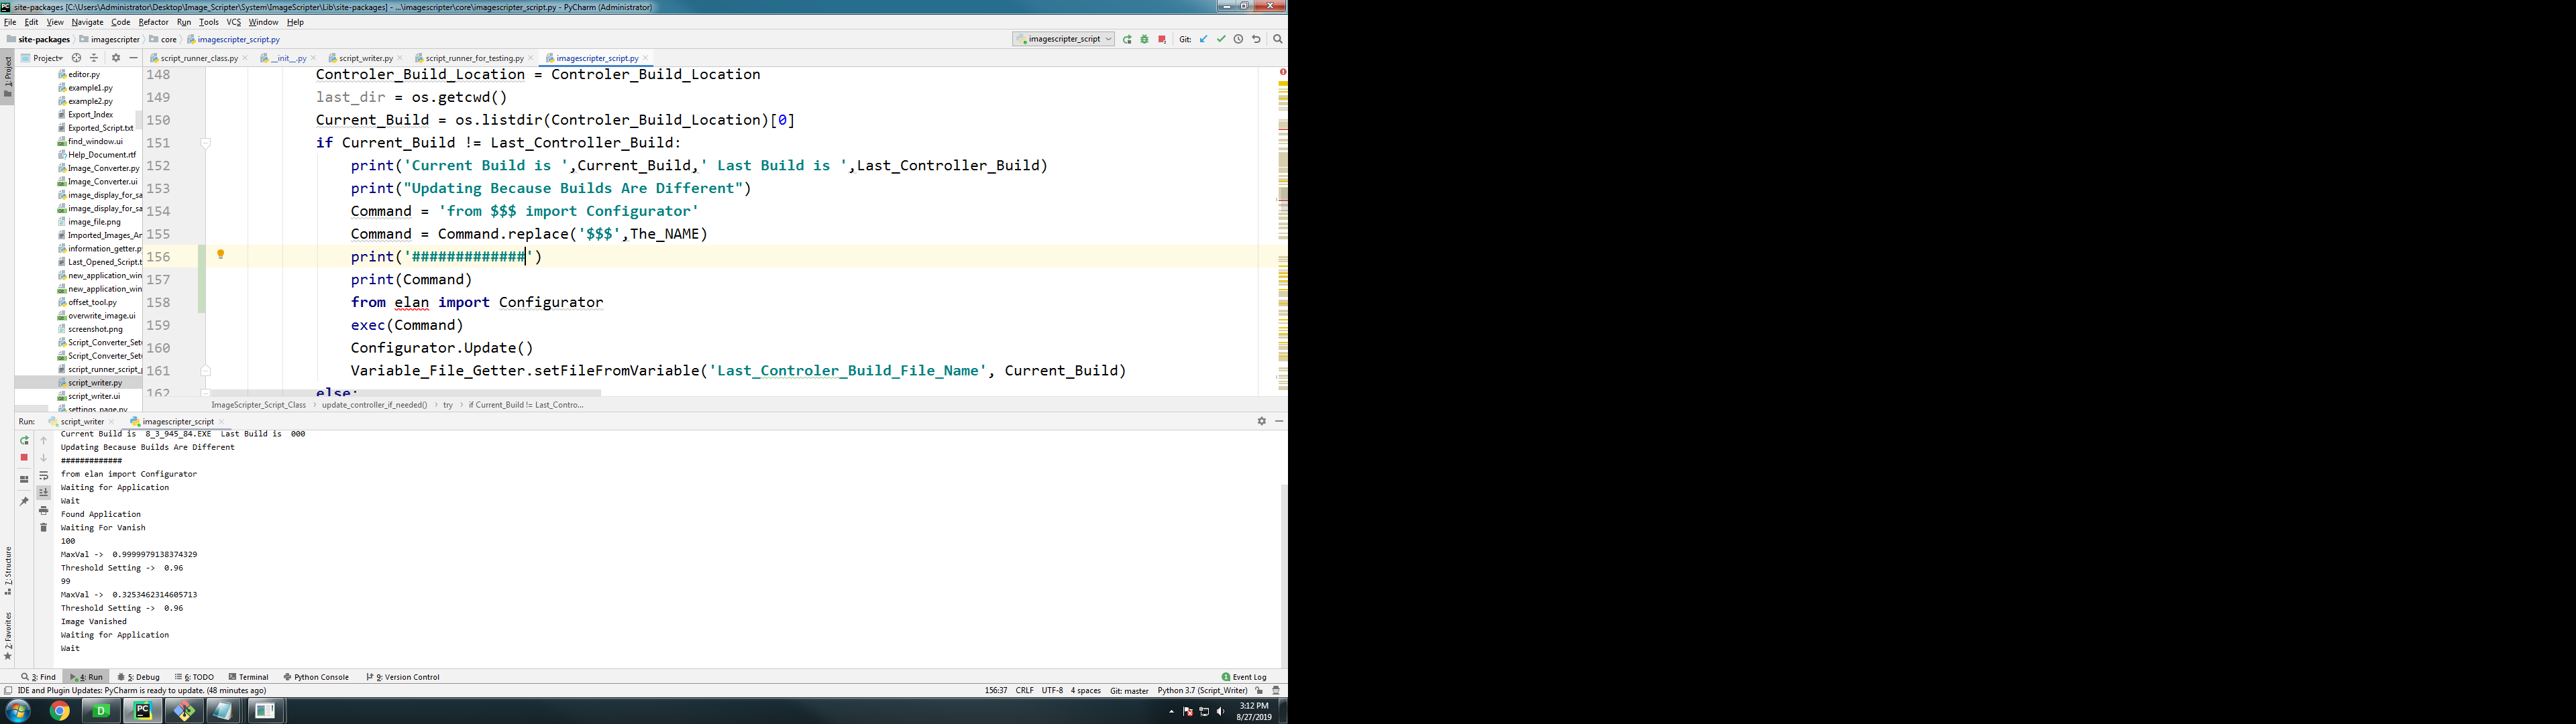 site-packages [C:\Users\Administrator\Desktop\Image_Scripter\System\ImageScripter\Lib\site-packages] - ...\imagescripter\core\imagescripter_script.py - PyCharm (Administrator)
File Edit View Navigate Code Refactor Run Tools VCS Window Help
site-packages imagescripter core imagescripter_script.py
imagescripter_script Git:
Project
script_runner_class.py __init__.py script_writer.py script_runner_for_testing.py imagescripter_script.py
1: Project
editor.py
example1.py
example2.py
Export_Index
Exported_Script.txt
find_window.ui
Help_Document.rtf
Image_Converter.py
Image_Converter.ui
image_display_for_sa
image_display_for_sa
image_file.png
Imported_Images_Ar
information_getter.p
Last_Opened_Script.t
new_application_win
new_application_win
offset_tool.py
overwrite_image.ui
screenshot.png
Script_Converter_Set
Script_Converter_Set
script_runner_script_
script_writer.py
script_writer.ui
settings_page.py
148 Controler_Build_Location = Controler_Build_Location
149 last_dir = os.getcwd()
150 Current_Build = os.listdir(Controler_Build_Location)[0]
151 if Current_Build != Last_Controller_Build:
152 print('Current Build is ',Current_Build,' Last Build is ',Last_Controller_Build)
153 print("Updating Because Builds Are Different")
154 Command = 'from $$$ import Configurator'
155 Command = Command.replace('$$$',The_NAME)
156 print('#############')
157 print(Command)
158 from elan import Configurator
159 exec(Command)
160 Configurator.Update()
161 Variable_File_Getter.setFileFromVariable('Last_Controler_Build_File_Name', Current_Build)
162 else:
ImageScripter_Script_Class update_controller_if_needed() try if Current_Build != Last_Contro...
Run: script_writer imagescripter_script
Current Build is  8_3_945_84.EXE  Last Build is  000
Updating Because Builds Are Different
#############
from elan import Configurator
Waiting for Application
Wait
Found Application
Waiting For Vanish
100
MaxVal ->  0.9999979138374329
Threshold Setting ->  0.96
99
MaxVal ->  0.3253462314605713
Threshold Setting ->  0.96
Image Vanished
Waiting for Application
Wait
7: Structure
2: Favorites
3: Find 4: Run 5: Debug 6: TODO Terminal Python Console 9: Version Control 1 Event Log
IDE and Plugin Updates: PyCharm is ready to update. (48 minutes ago) 156:37 CRLF UTF-8 4 spaces Git: master Python 3.7 (Script_Writer)
3:12 PM
8/27/2019